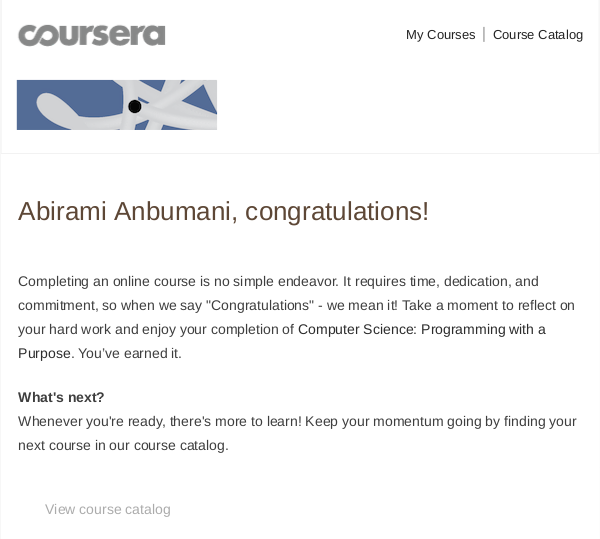 coursera
My Courses | Course Catalog
Abirami Anbumani, congratulations!
Completing an online course is no simple endeavor. It requires time, dedication, and
commitment, so when we say "Congratulations" - we mean it! Take a moment to reflect on
your hard work and enjoy your completion of Computer Science: Programming with a
Purpose. You've earned it.
What's next?
Whenever you're ready, there's more to learn! Keep your momentum going by finding your
next course in our course catalog.
View course catalog